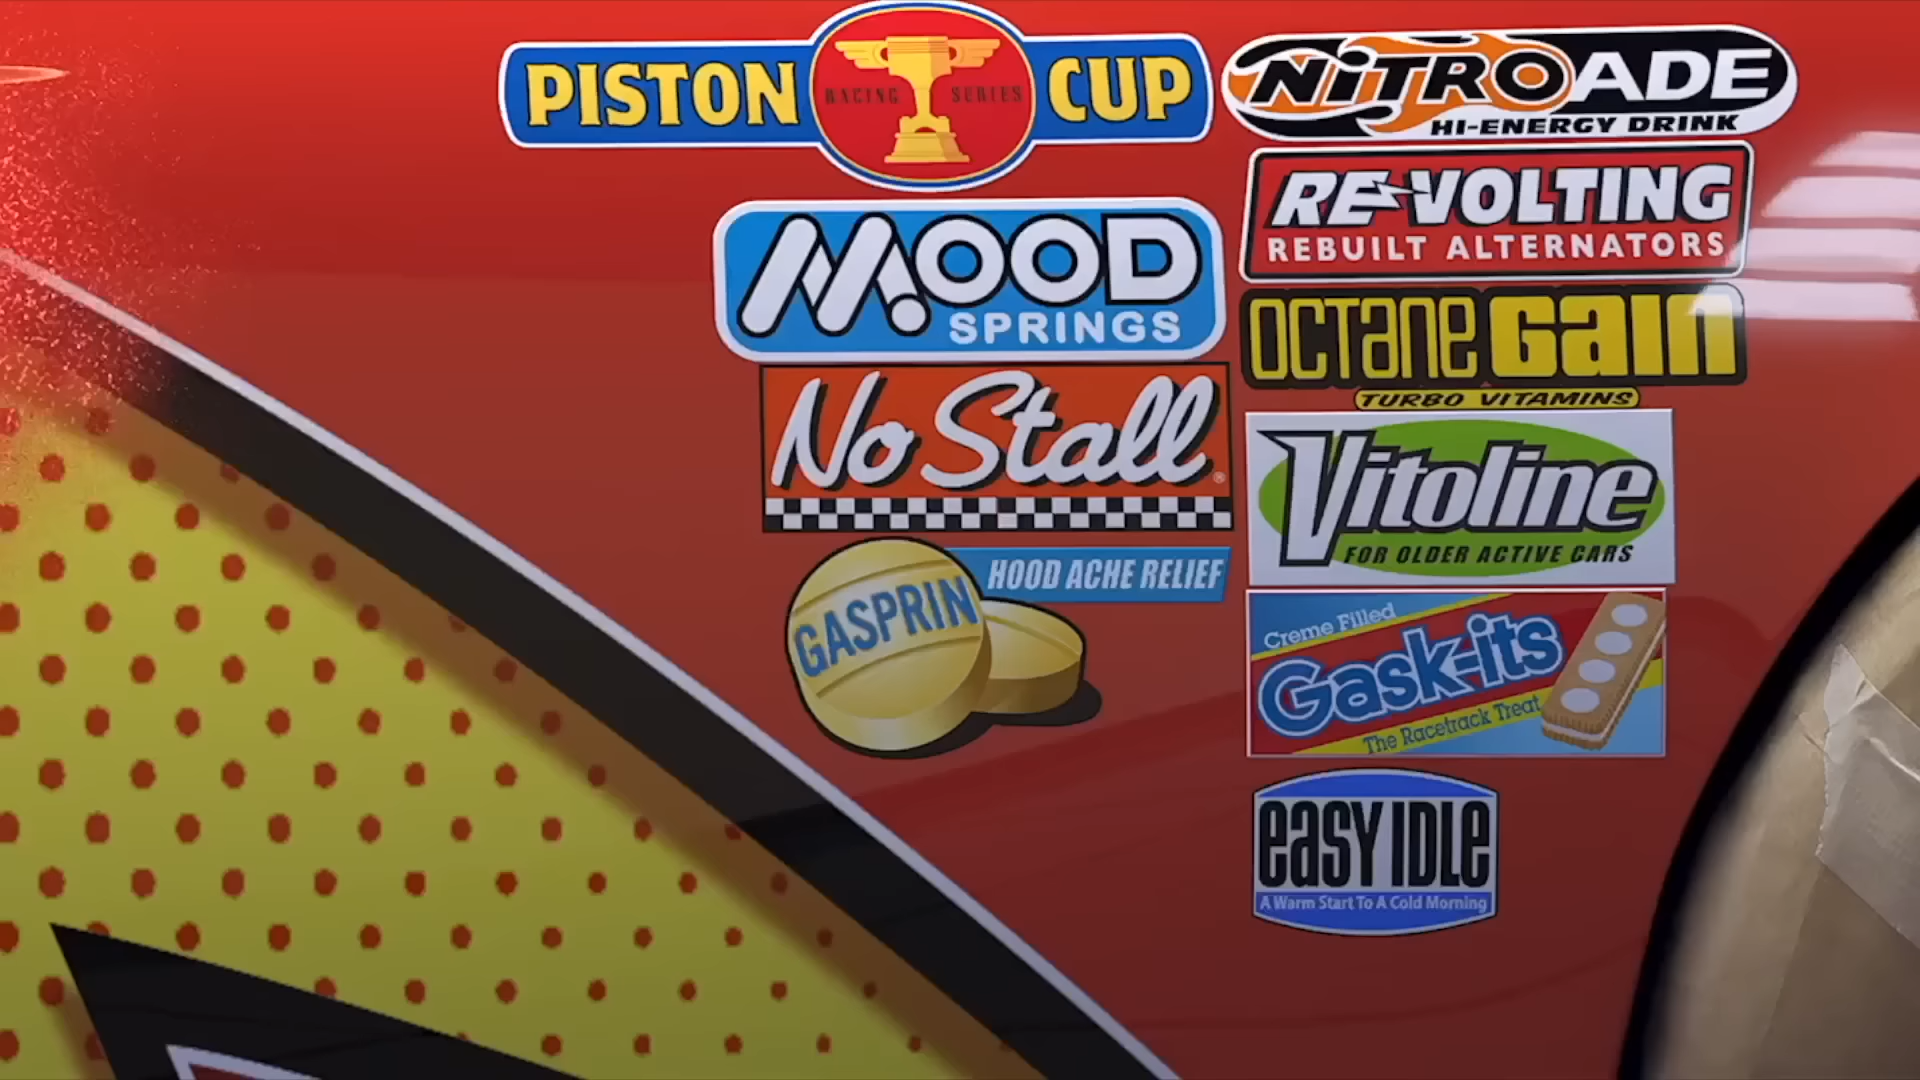 PISTON CUP
RACING SERIES
MOOD
SPRINGS
No Stall
®
HOOD ACHE RELIEF
GASPRIN
NiTROADE
HI-ENERGY DRINK
RE-VOLTING
REBUILT ALTERNATORS
OCTANE GAIN
TURBO VITAMINS
Vitoline
FOR OLDER ACTIVE CARS
Creme Filled
Gask-its
The Racetrack Treat
easy IDLe
A Warm Start To A Cold Morning